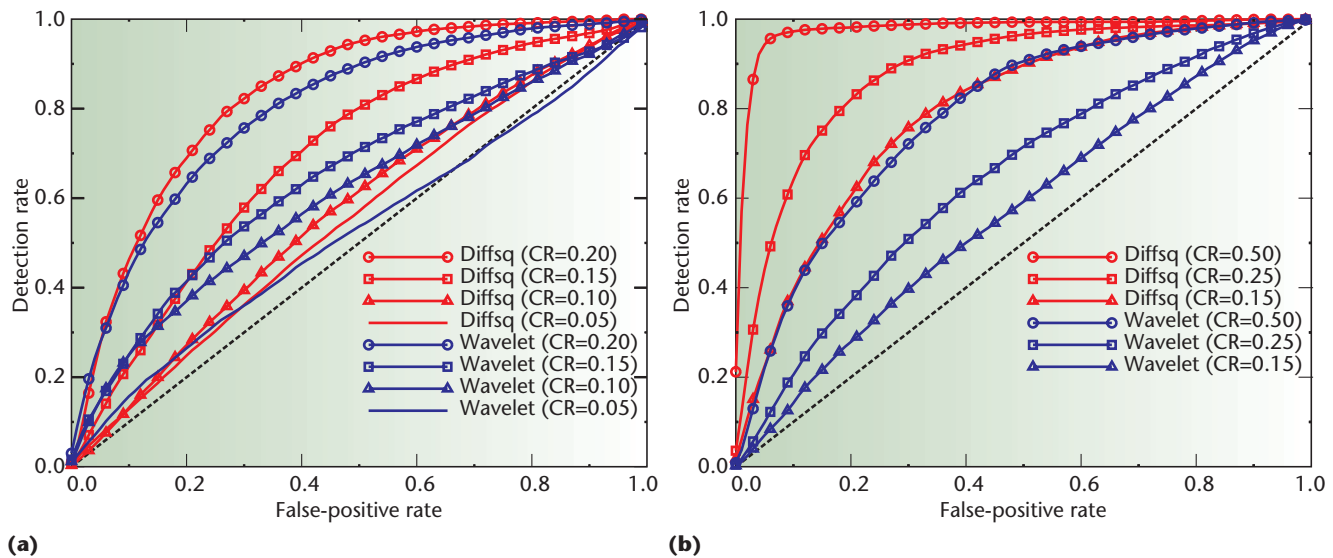 1.0
0.8
0.6
0.4
0.2
0.0
Detection rate
Diffsq (CR=0.20)
Diffsq (CR=0.15)
Diffsq (CR=0.10)
Diffsq (CR=0.05)
Wavelet (CR=0.20)
Wavelet (CR=0.15)
Wavelet (CR=0.10)
Wavelet (CR=0.05)
0.0 0.2 0.4 0.6 0.8 1.0
False-positive rate
(a)
1.0
0.8
0.6
0.4
0.2
0.0
Detection rate
Diffsq (CR=0.50)
Diffsq (CR=0.25)
Diffsq (CR=0.15)
Wavelet (CR=0.50)
Wavelet (CR=0.25)
Wavelet (CR=0.15)
0.0 0.2 0.4 0.6 0.8 1.0
False-positive rate
(b)